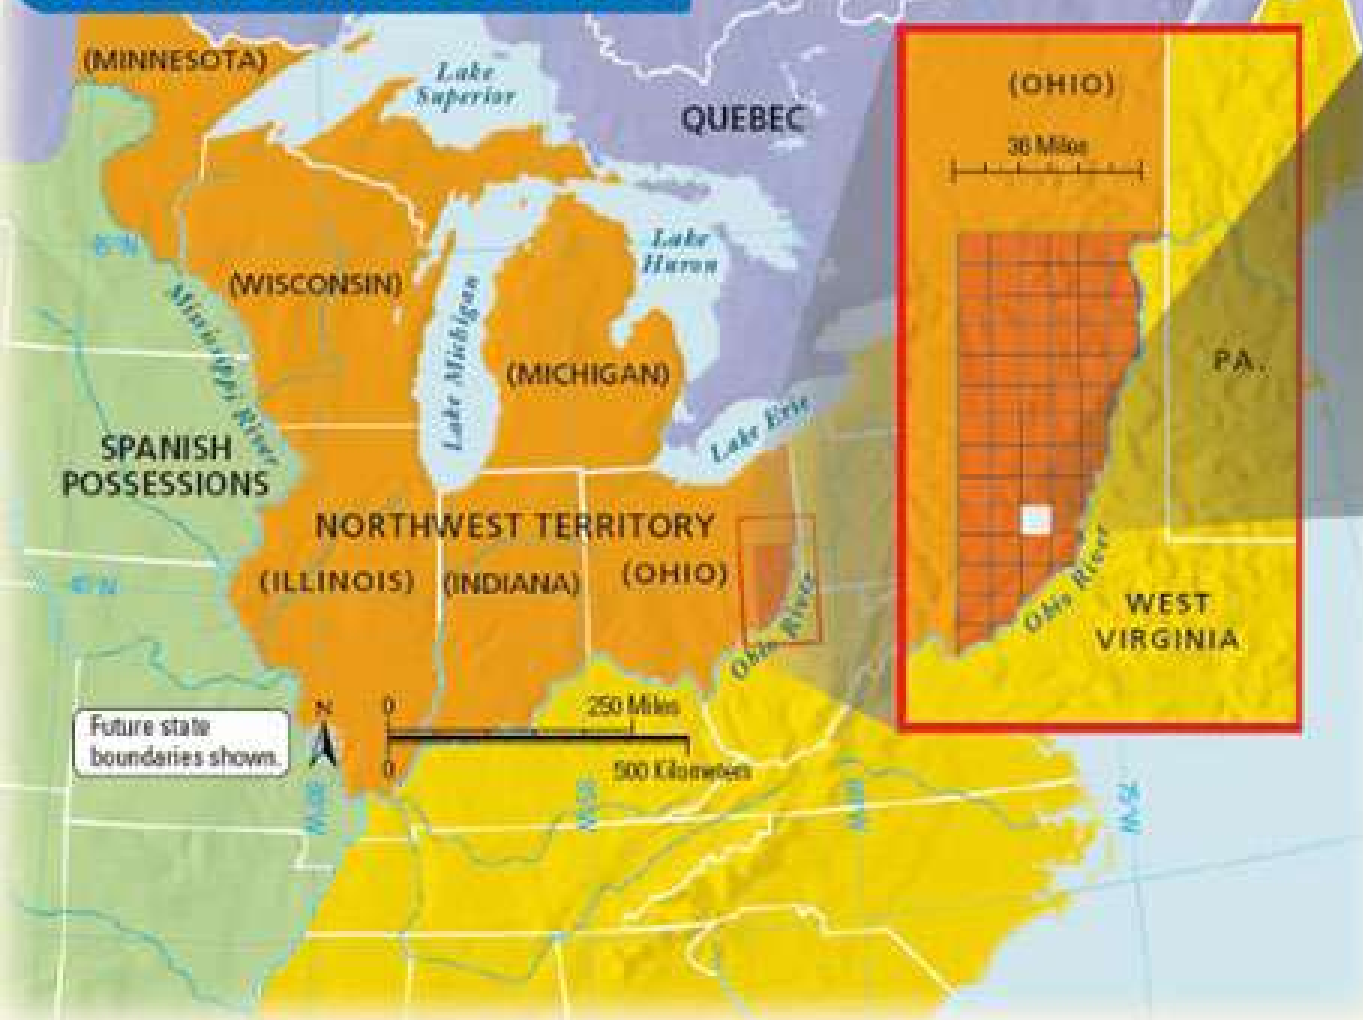 (MINNESOTA)
Lake
Superior
QUEBEC
Lake
Huron
(WISCONSIN)
Mississippi River
Lake Michigan
(MICHIGAN)
Lake Erie
SPANISH
POSSESSIONS
NORTHWEST TERRITORY
(ILLINOIS)
(INDIANA)
(OHIO)
Ohio River
Future state
boundaries shown.
N
0
250 Miles
0
500 Kilometers
75°W
(OHIO)
36 Miles
PA.
Ohio River
WEST
VIRGINIA